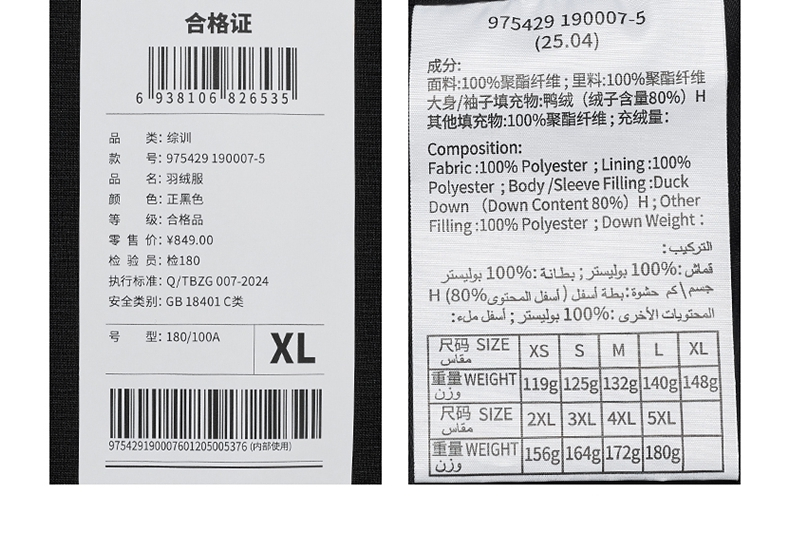 合格证
6 938106 826535
品 类: 综训
款 号: 975429 190007-5
品 名: 羽绒服
颜 色: 正黑色
等 级: 合格品
零 售 价: ¥849.00
检 验 员: 检180
执行标准: Q/TBZG 007-2024
安全类别: GB 18401 C类
号 型: 180/100A
XL
975429190007601205005376 (内部使用)
975429 190007-5
(25.04)
成分:
面料:100%聚酯纤维 ; 里料:100%聚酯纤维
大身/袖子填充物:鸭绒（绒子含量80%）H
其他填充物:100%聚酯纤维 ; 充绒量:
Composition:
Fabric :100% Polyester ; Lining :100%
Polyester ; Body /Sleeve Filling :Duck
Down （Down Content 80%）H ; Other
Filling :100% Polyester ; Down Weight :
التركيب:
قماش :100% بوليستر ; بطانة :100% بوليستر
جسم\كم حشوة: بطة أسفل ( أسفل المحتوى80%) H
المحتويات الأخرى :100% بوليستر ; أسفل ملء:
尺码 SIZE مقاس XS S M L XL
重量 WEIGHT وزن 119g 125g 132g 140g 148g
尺码 SIZE مقاس 2XL 3XL 4XL 5XL
重量 WEIGHT وزن 156g 164g 172g 180g